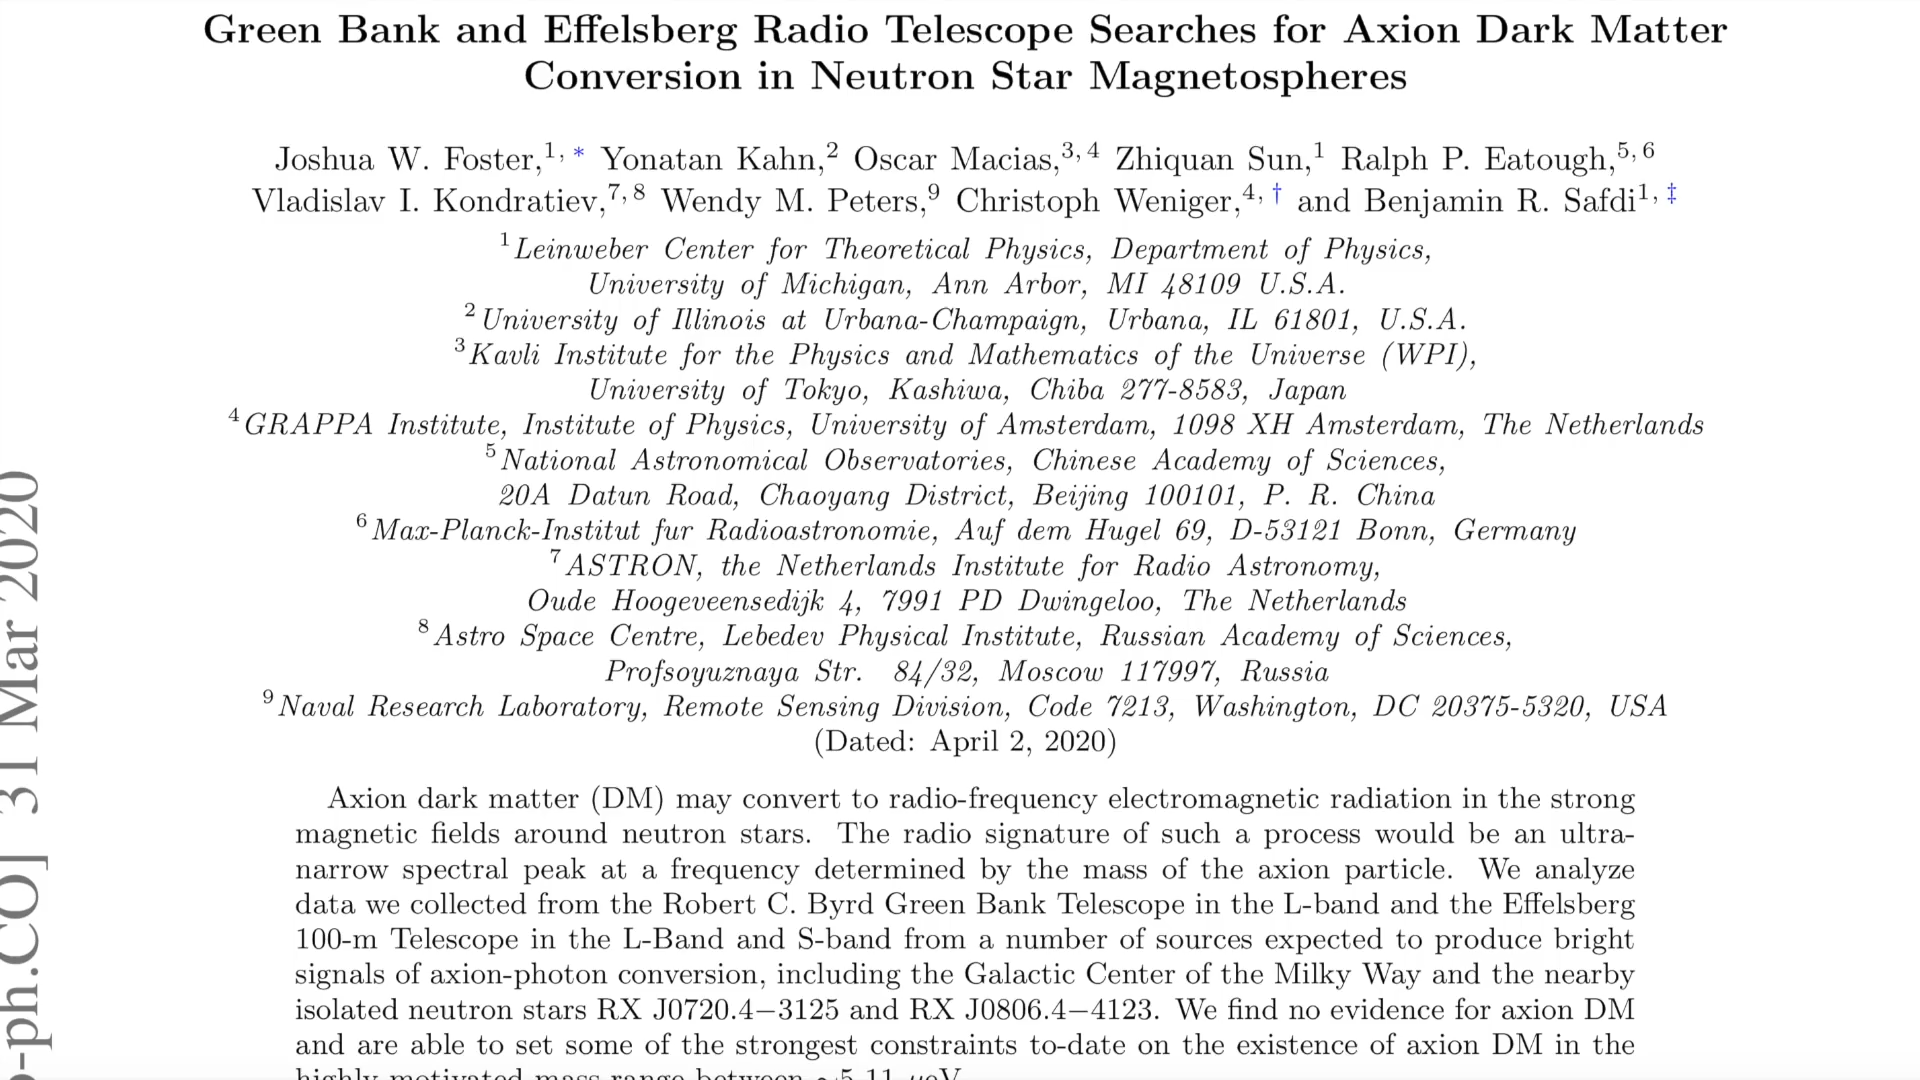 Green Bank and Effelsberg Radio Telescope Searches for Axion Dark Matter
Conversion in Neutron Star Magnetospheres
Joshua W. Foster,1, * Yonatan Kahn,2 Oscar Macias,3, 4 Zhiquan Sun,1 Ralph P. Eatough,5, 6
Vladislav I. Kondratiev,7, 8 Wendy M. Peters,9 Christoph Weniger,4, † and Benjamin R. Safdi1, ‡
1Leinweber Center for Theoretical Physics, Department of Physics,
University of Michigan, Ann Arbor, MI 48109 U.S.A.
2University of Illinois at Urbana-Champaign, Urbana, IL 61801, U.S.A.
3Kavli Institute for the Physics and Mathematics of the Universe (WPI),
University of Tokyo, Kashiwa, Chiba 277-8583, Japan
4GRAPPA Institute, Institute of Physics, University of Amsterdam, 1098 XH Amsterdam, The Netherlands
5National Astronomical Observatories, Chinese Academy of Sciences,
20A Datun Road, Chaoyang District, Beijing 100101, P. R. China
6Max-Planck-Institut fur Radioastronomie, Auf dem Hugel 69, D-53121 Bonn, Germany
7ASTRON, the Netherlands Institute for Radio Astronomy,
Oude Hoogeveensedijk 4, 7991 PD Dwingeloo, The Netherlands
8Astro Space Centre, Lebedev Physical Institute, Russian Academy of Sciences,
Profsoyuznaya Str. 84/32, Moscow 117997, Russia
9Naval Research Laboratory, Remote Sensing Division, Code 7213, Washington, DC 20375-5320, USA
(Dated: April 2, 2020)
Axion dark matter (DM) may convert to radio-frequency electromagnetic radiation in the strong
magnetic fields around neutron stars. The radio signature of such a process would be an ultra-
narrow spectral peak at a frequency determined by the mass of the axion particle. We analyze
data we collected from the Robert C. Byrd Green Bank Telescope in the L-band and the Effelsberg
100-m Telescope in the L-Band and S-band from a number of sources expected to produce bright
signals of axion-photon conversion, including the Galactic Center of the Milky Way and the nearby
isolated neutron stars RX J0720.4−3125 and RX J0806.4−4123. We find no evidence for axion DM
and are able to set some of the strongest constraints to-date on the existence of axion DM in the
highly motivated mass range between ∼5-11 μeV
-ph.CO] 31 Mar 2020